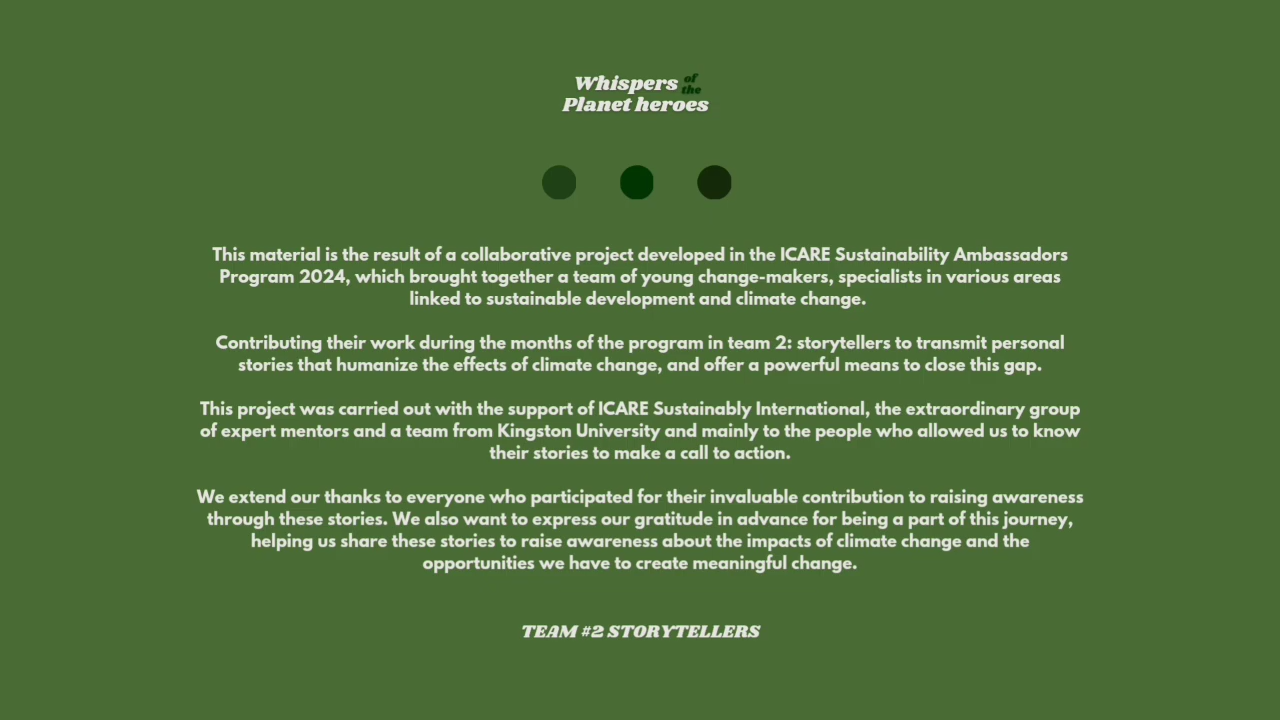 Whispers of the
Planet heroes
This material is the result of a collaborative project developed in the ICARE Sustainability Ambassadors
Program 2024, which brought together a team of young change-makers, specialists in various areas
linked to sustainable development and climate change.
Contributing their work during the months of the program in team 2: storytellers to transmit personal
stories that humanize the effects of climate change, and offer a powerful means to close this gap.
This project was carried out with the support of ICARE Sustainably International, the extraordinary group
of expert mentors and a team from Kingston University and mainly to the people who allowed us to know
their stories to make a call to action.
We extend our thanks to everyone who participated for their invaluable contribution to raising awareness
through these stories. We also want to express our gratitude in advance for being a part of this journey,
helping us share these stories to raise awareness about the impacts of climate change and the
opportunities we have to create meaningful change.
TEAM #2 STORYTELLERS